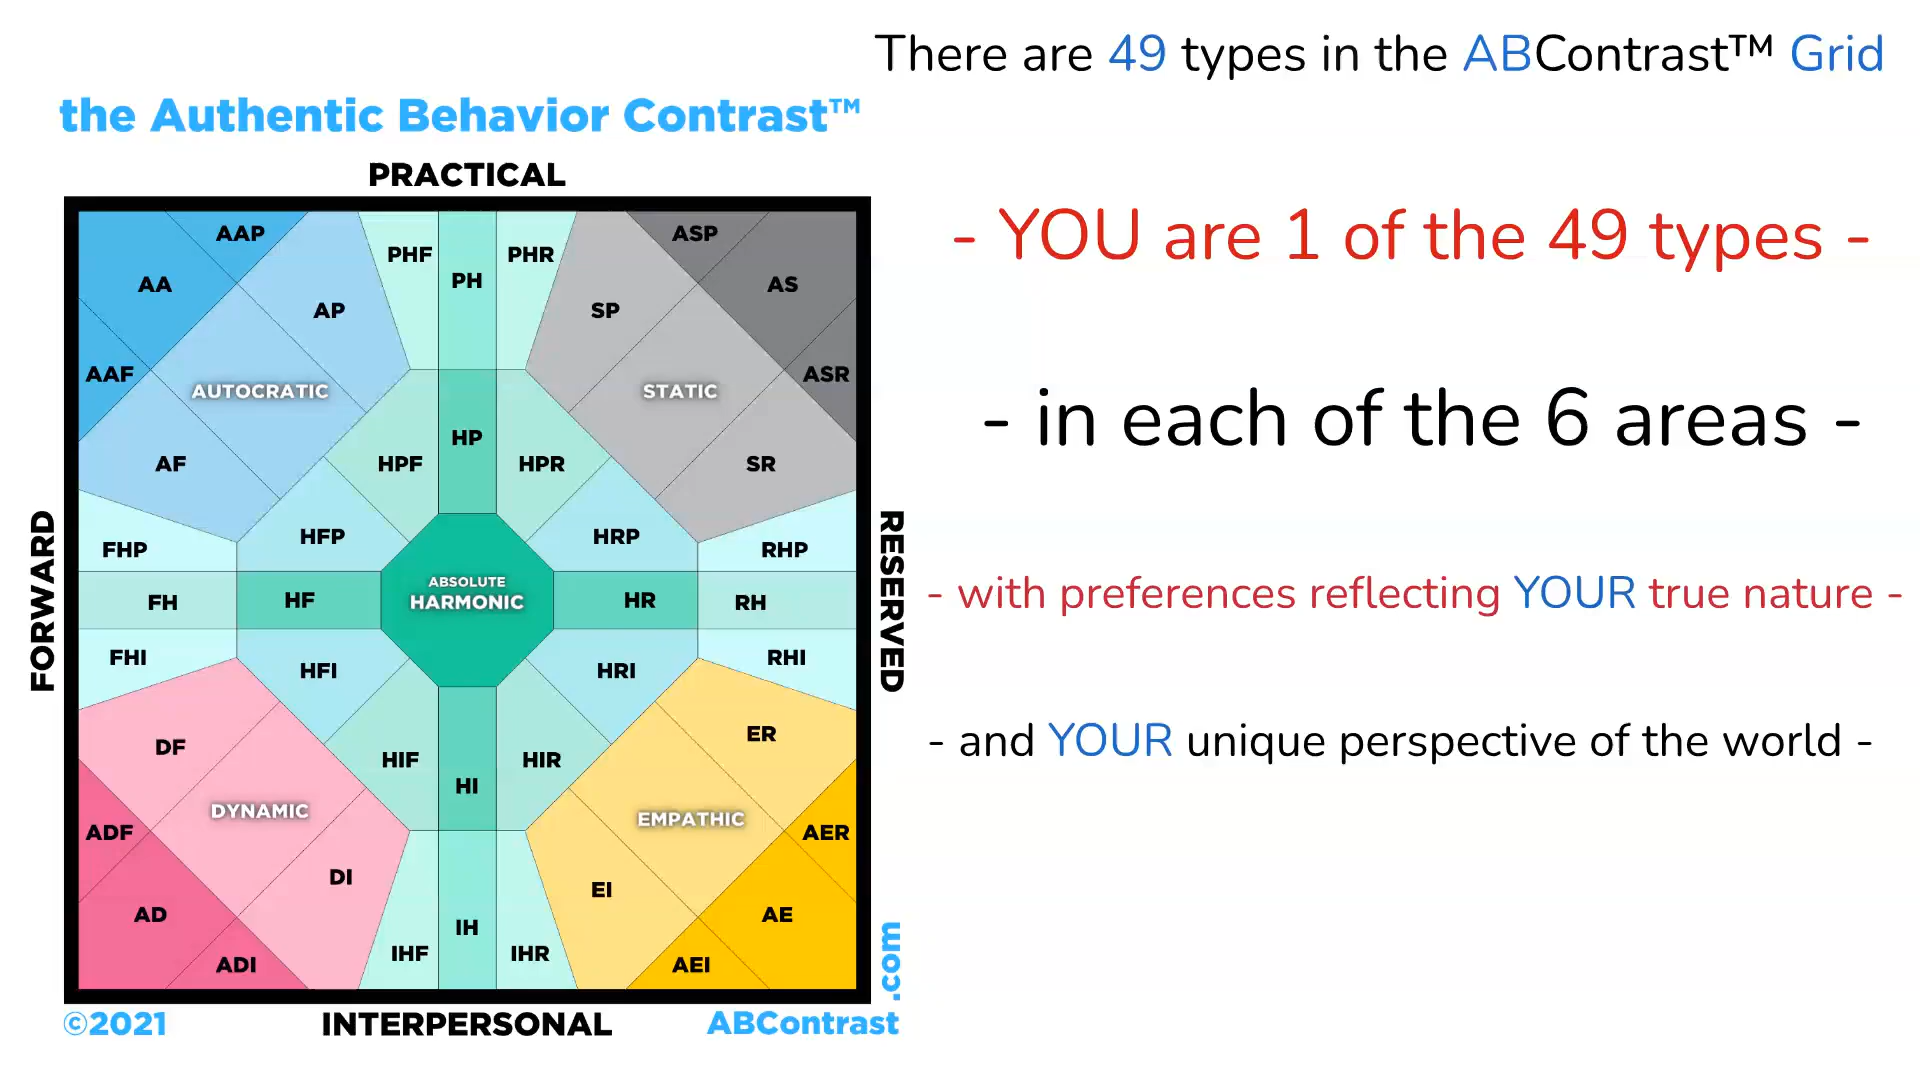 There are 49 types in the ABContrast™ Grid
the Authentic Behavior Contrast™
PRACTICAL
- YOU are 1 of the 49 types -
AAP
PHF
PH
PHR
ASP
AA
AP
SP
AS
AAF
AUTOCRATIC
STATIC
ASR
- in each of the 6 areas -
AF
HPF
HP
HPR
SR
FORWARD
RESERVED
FHP
HFP
HRP
RHP
FH
HF
ABSOLUTE
HARMONIC
HR
RH
- with preferences reflecting YOUR true nature -
FHI
HFI
HRI
RHI
DF
HIF
HI
HIR
ER
- and YOUR unique perspective of the world -
ADF
DYNAMIC
EMPATHIC
AER
AD
DI
EI
AE
ADI
IHF
IH
IHR
AEI
©2021
INTERPERSONAL
ABContrast
.com